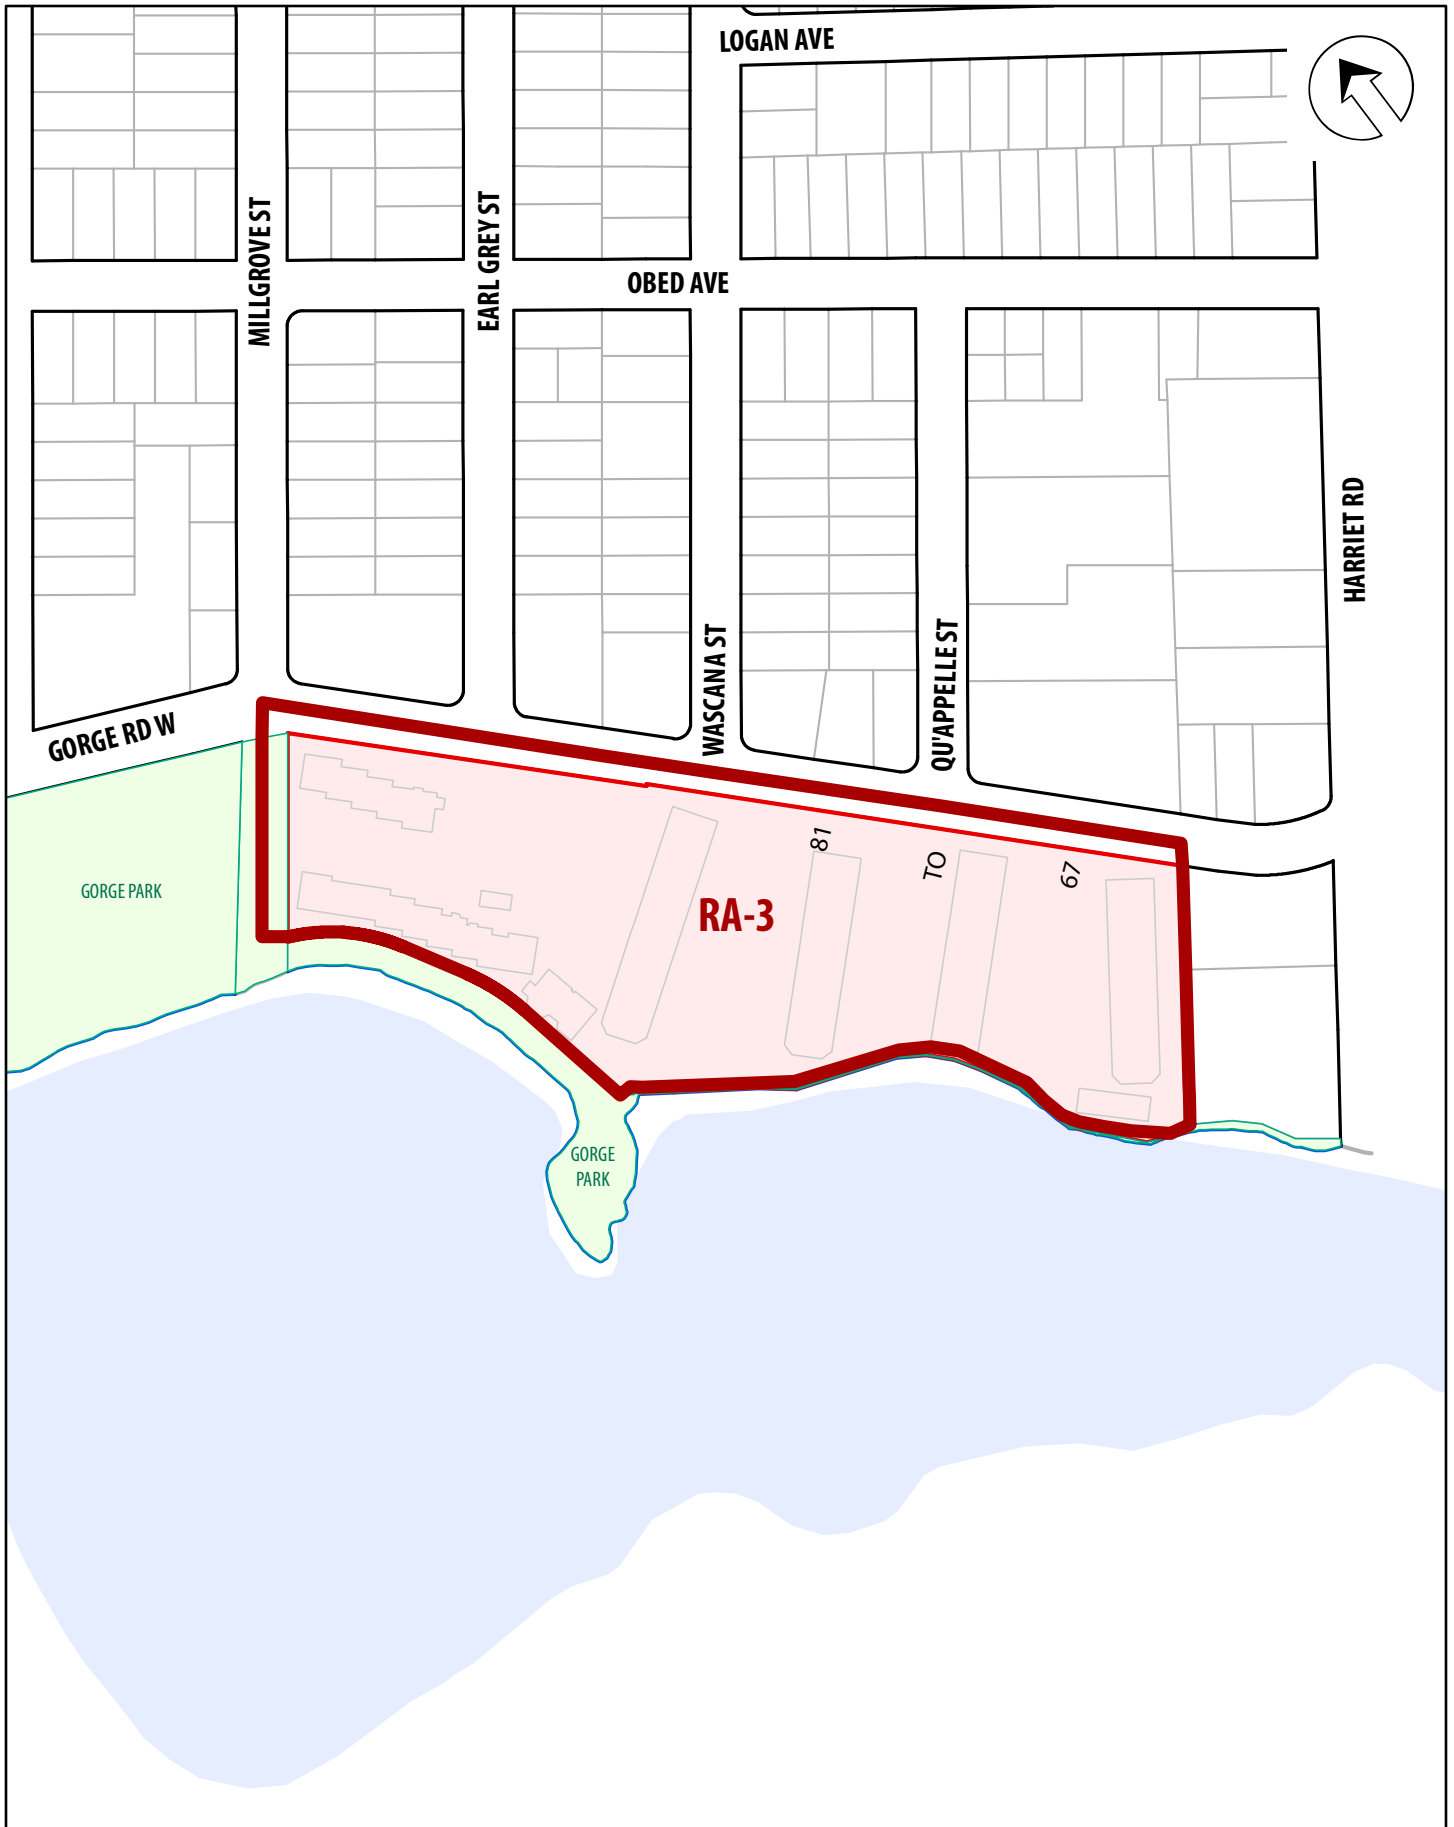 LOGAN AVE
MILLGROVE ST
EARL GREY ST
OBED AVE
HARRIET RD
WASCANA ST
QU'APPELLE ST
GORGE RD W
81
TO
67
GORGE PARK
RA-3
GORGE
PARK